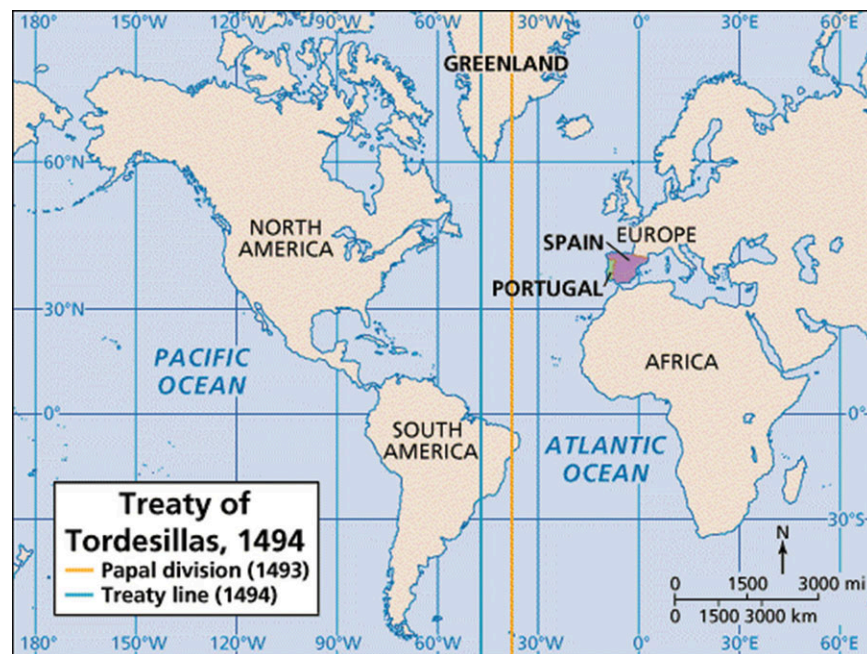 180° 150°W 120°W 90°W 60°W 30°W 0° 30°E 60°E
GREENLAND
60°N
NORTH
AMERICA
SPAIN
EUROPE
PORTUGAL
30°N
PACIFIC
OCEAN
AFRICA
0° 0°
SOUTH
AMERICA
ATLANTIC
OCEAN
Treaty of
Tordesillas, 1494
Papal division (1493)
Treaty line (1494)
30°S
N
0 1500 3000 mi
0 1500 3000 km
180° 150°W 120°W 90°W 60°W 30°W 0° 30°E 60°E